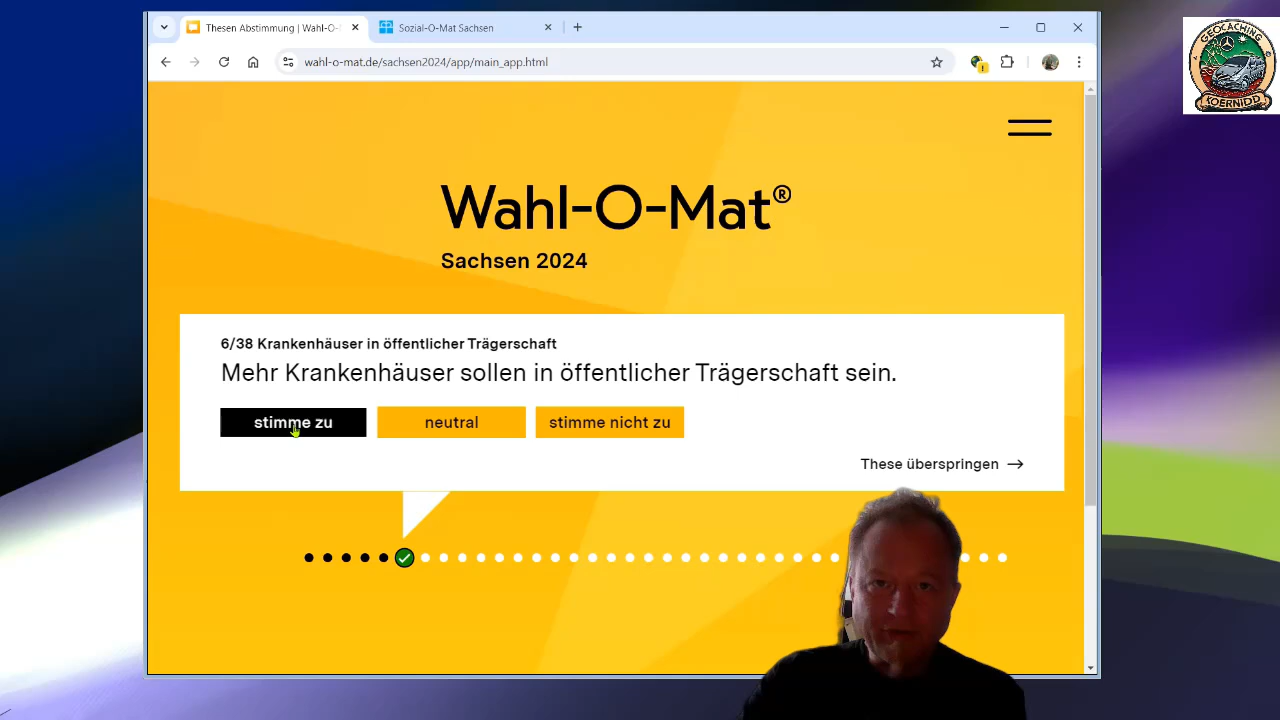 Thesen Abstimmung | Wahl-O-
Sozial-O-Mat Sachsen
wahl-o-mat.de/sachsen2024/app/main_app.html
GEOCACHING
KOERNIDD
Wahl-O-Mat®
Sachsen 2024
6/38 Krankenhäuser in öffentlicher Trägerschaft
Mehr Krankenhäuser sollen in öffentlicher Trägerschaft sein.
stimme zu
neutral
stimme nicht zu
These überspringen →